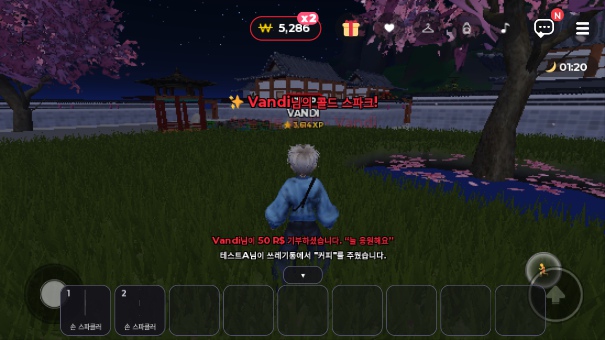 x2
₩ 5,286
N
🌙 01:20
✨ Vandi님의 콜드 스파크!
VANDI
⭐ 3,614XP
Vandi님이 50 R$ 기부하셨습니다. "늘 응원해요"
테스트A님이 쓰레기통에서 "커피"를 주웠습니다.
▼
1
2
손 스파클러
손 스파클러